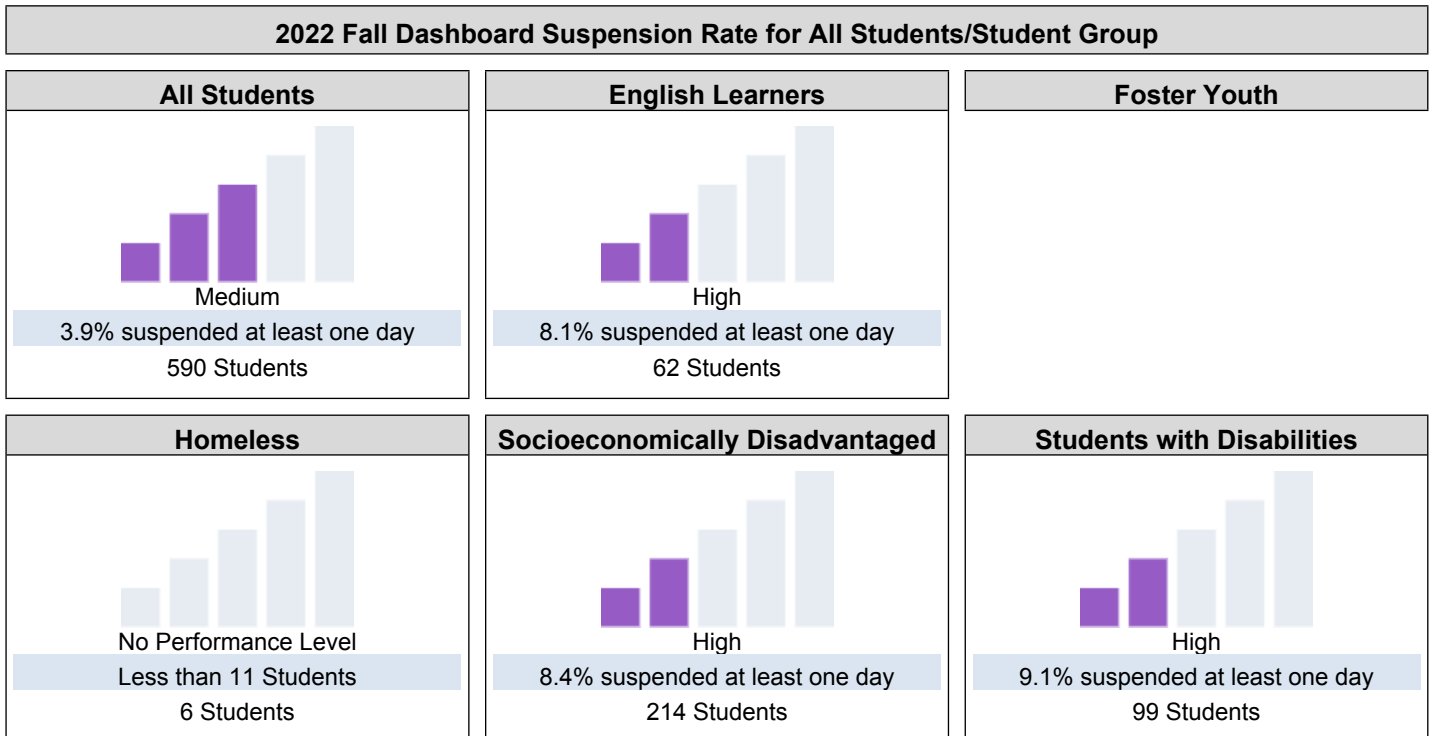 2022 Fall Dashboard Suspension Rate for All Students/Student Group
All Students
Medium
3.9% suspended at least one day
590 Students
English Learners
High
8.1% suspended at least one day
62 Students
Foster Youth
Homeless
No Performance Level
Less than 11 Students
6 Students
Socioeconomically Disadvantaged
High
8.4% suspended at least one day
214 Students
Students with Disabilities
High
9.1% suspended at least one day
99 Students